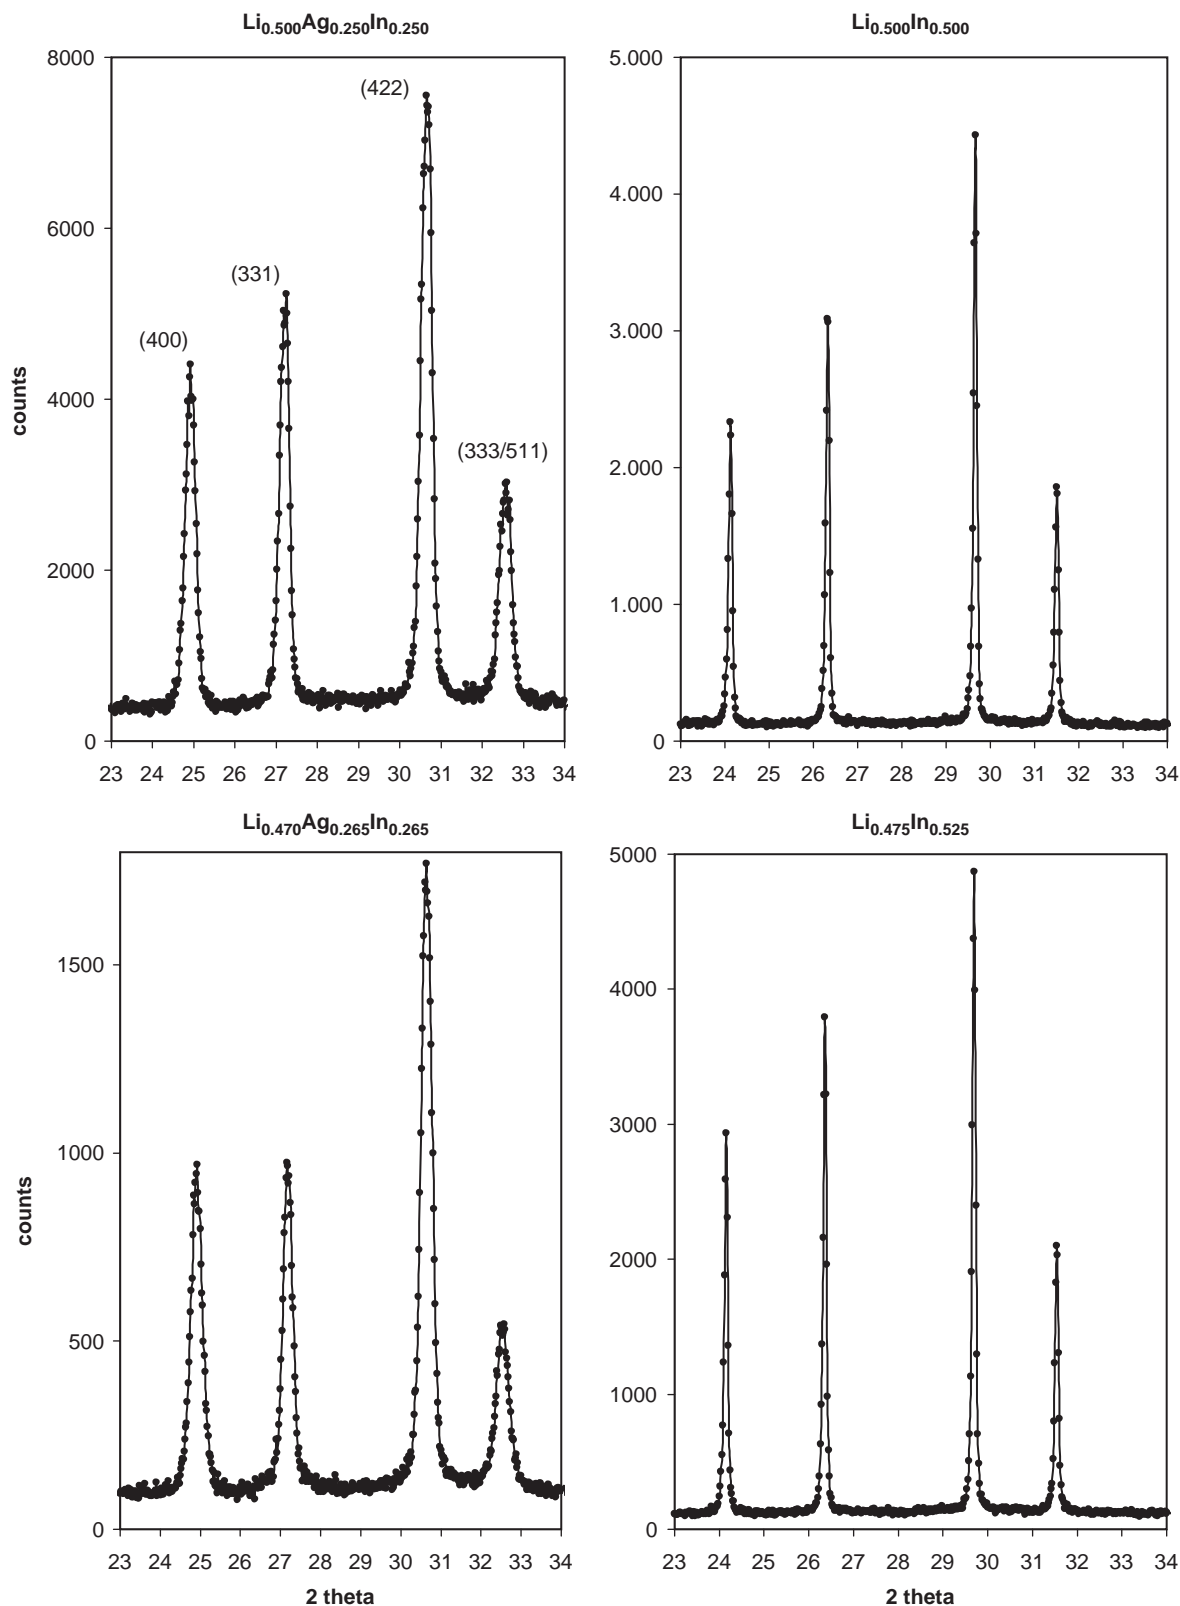 Li0.500Ag0.250In0.250
8000
6000
4000
2000
0
counts
(400)
(331)
(422)
(333/511)
23 24 25 26 27 28 29 30 31 32 33 34
Li0.500In0.500
5.000
4.000
3.000
2.000
1.000
0
23 24 25 26 27 28 29 30 31 32 33 34
Li0.470Ag0.265In0.265
1500
1000
500
0
counts
23 24 25 26 27 28 29 30 31 32 33 34
2 theta
Li0.475In0.525
5000
4000
3000
2000
1000
0
23 24 25 26 27 28 29 30 31 32 33 34
2 theta